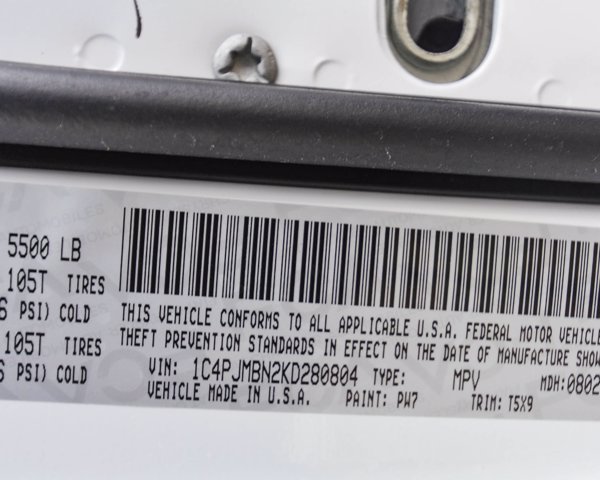 5500 LB
105T TIRES
PSI) COLD
105T TIRES
PSI) COLD
THIS VEHICLE CONFORMS TO ALL APPLICABLE U.S.A. FEDERAL MOTOR VEHICLE
THEFT PREVENTION STANDARDS IN EFFECT ON THE DATE OF MANUFACTURE SHOW
VIN: 1C4PJMBN2KD280804 TYPE: MPV MDH:0802
VEHICLE MADE IN U.S.A. PAINT: PW7 TRIM: T5X9